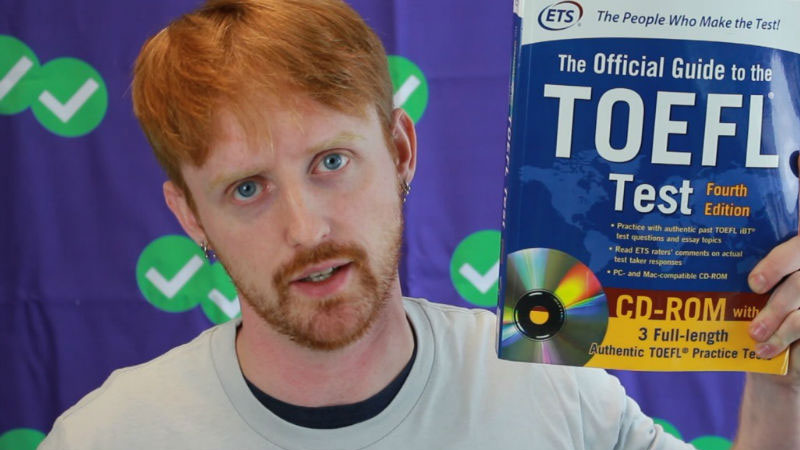 ETS The People Who Make the Test!
The Official Guide to the
TOEFL®
Test Fourth
Edition
• Practice with authentic past TOEFL iBT®
test questions and essay topics
• Read ETS raters' comments on actual
test taker responses
• PC- and Mac-compatible CD-ROM
CD-ROM with
3 Full-length
Authentic TOEFL® Practice